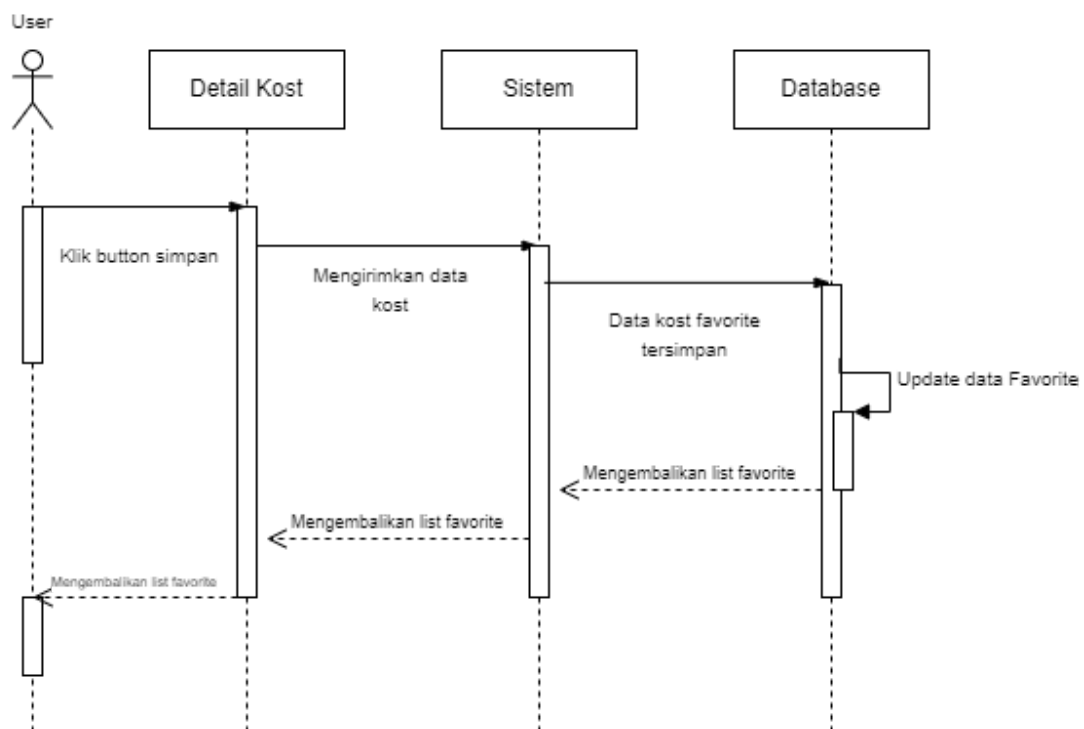 User
Detail Kost
Sistem
Database
Klik button simpan
Mengirimkan data
kost
Data kost favorite
tersimpan
Update data Favorite
Mengembalikan list favorite
Mengembalikan list favorite
Mengembalikan list favorite